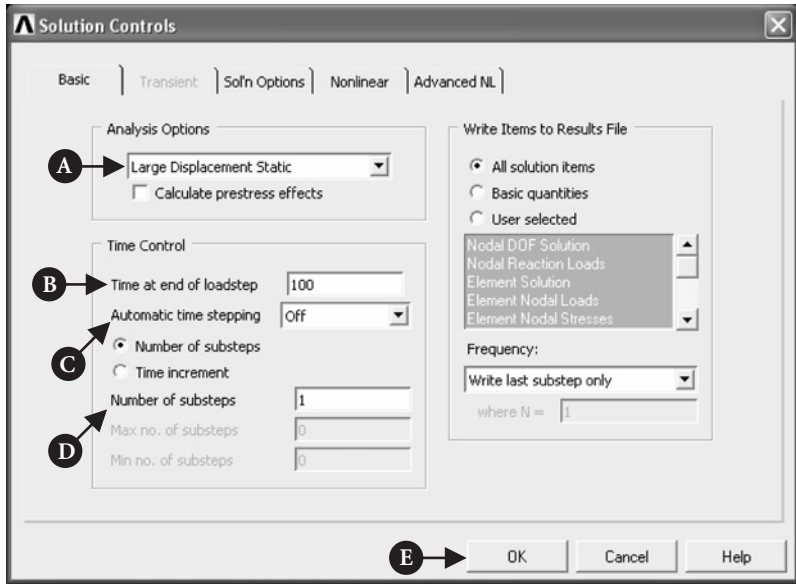 Solution Controls
Basic
Transient
Sol'n Options
Nonlinear
Advanced NL
Analysis Options
A
Large Displacement Static
Calculate prestress effects
Time Control
B
Time at end of loadstep 100
Automatic time stepping Off
C
Number of substeps
Time increment
Number of substeps 1
D
Max no. of substeps 0
Min no. of substeps 0
Write Items to Results File
All solution items
Basic quantities
User selected
Nodal DOF Solution
Nodal Reaction Loads
Element Solution
Element Nodal Loads
Element Nodal Stresses
Frequency:
Write last substep only
where N = 1
E
OK
Cancel
Help